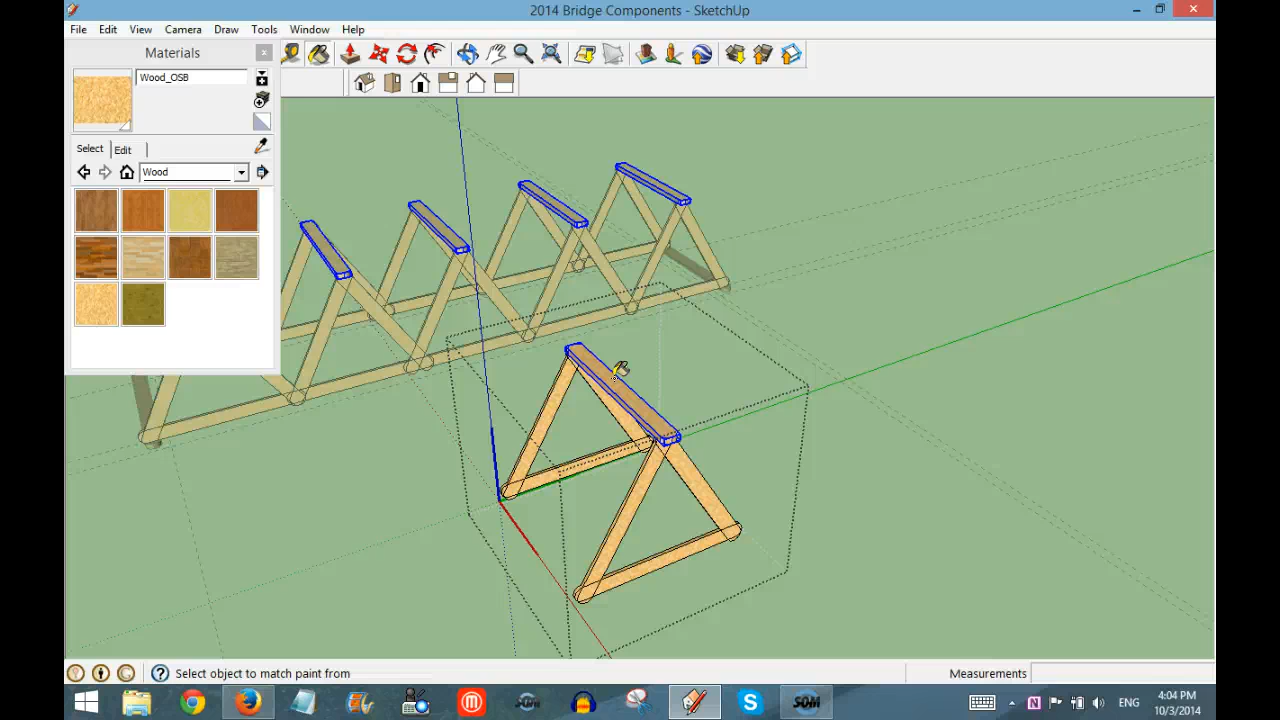 2014 Bridge Components - SketchUp
File Edit View Camera Draw Tools Window Help
Materials
Wood_OSB
Select Edit
Wood
Select object to match paint from
Measurements
SOM
ENG
4:04 PM
10/3/2014